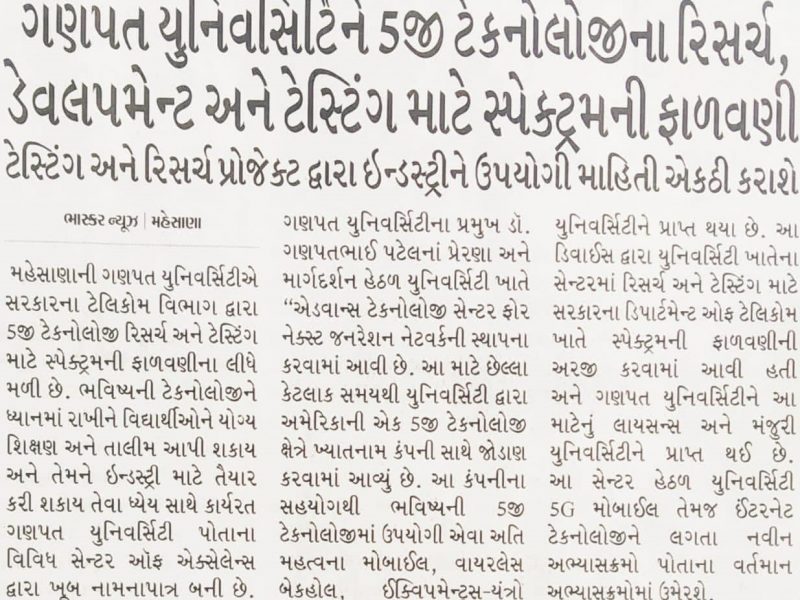 ગણપત યુનિવર્સિટીને 5જી ટેકનોલોજીના રિસર્ચ,
ડેવલપમેન્ટ અને ટેસ્ટિંગ માટે સ્પેક્ટ્રમની ફાળવણી
ટેસ્ટિંગ અને રિસર્ચ પ્રોજેક્ટ દ્વારા ઇન્ડસ્ટ્રીને ઉપયોગી માહિતી એકઠી કરાશે
ભાસ્કર ન્યૂઝ | મહેસાણા
મહેસાણાની ગણપત યુનિવર્સિટીએ
સરકારના ટેલિકોમ વિભાગ દ્વારા
5જી ટેકનોલોજી રિસર્ચ અને ટેસ્ટિંગ
માટે સ્પેક્ટ્રમની ફાળવણીના લીધે
મળી છે. ભવિષ્યની ટેકનોલોજીને
ધ્યાનમાં રાખીને વિદ્યાર્થીઓને યોગ્ય
શિક્ષણ અને તાલીમ આપી શકાય
અને તેમને ઇન્ડસ્ટ્રી માટે તૈયાર
કરી શકાય તેવા ધ્યેય સાથે કાર્યરત
ગણપત યુનિવર્સિટી પોતાના
વિવિધ સેન્ટર ઑફ એક્સેલેન્સ
દ્વારા ખૂબ નામનાપાત્ર બની છે.
ગણપત યુનિવર્સિટીના પ્રમુખ ડૉ.
ગણપતભાઈ પટેલનાં પ્રેરણા અને
માર્ગદર્શન હેઠળ યુનિવર્સિટી ખાતે
“એડવાન્સ ટેકનોલોજી સેન્ટર ફોર
નેક્સ્ટ જનરેશન નેટવર્કની સ્થાપના
કરવામાં આવી છે. આ માટે છેલ્લા
કેટલાક સમયથી યુનિવર્સિટી દ્વારા
અમેરિકાની એક 5જી ટેકનોલોજી
ક્ષેત્રે ખ્યાતનામ કંપની સાથે જોડાણ
કરવામાં આવ્યું છે. આ કંપનીના
સહયોગથી ભવિષ્યની 5જી
ટેકનોલોજીમાં ઉપયોગી એવા અતિ
મહત્વના મોબાઈલ, વાયરલેસ
બેકહોલ, ઈક્વિપમેન્ટસ-યંત્રો
યુનિવર્સિટીને પ્રાપ્ત થયા છે. આ
ડિવાઈસ દ્વારા યુનિવર્સિટી ખાતેના
સેન્ટરમાં રિસર્ચ અને ટેસ્ટિંગ માટે
સરકારના ડિપાર્ટમેન્ટ ઓફ ટેલિકોમ
ખાતે સ્પેક્ટ્રમની ફાળવણીની
અરજી કરવામાં આવી હતી
અને ગણપત યુનિવર્સિટીને આ
માટેનું લાયસન્સ અને મંજુરી
યુનિવર્સિટીને પ્રાપ્ત થઈ છે.
આ સેન્ટર હેઠળ યુનિવર્સિટી
5G મોબાઈલ તેમજ ઈંટરનેટ
ટેકનોલોજીને લગતા નવીન
અભ્યાસક્રમો પોતાના વર્તમાન
અભ્યાસક્રમોમાં ઉમેરશે.